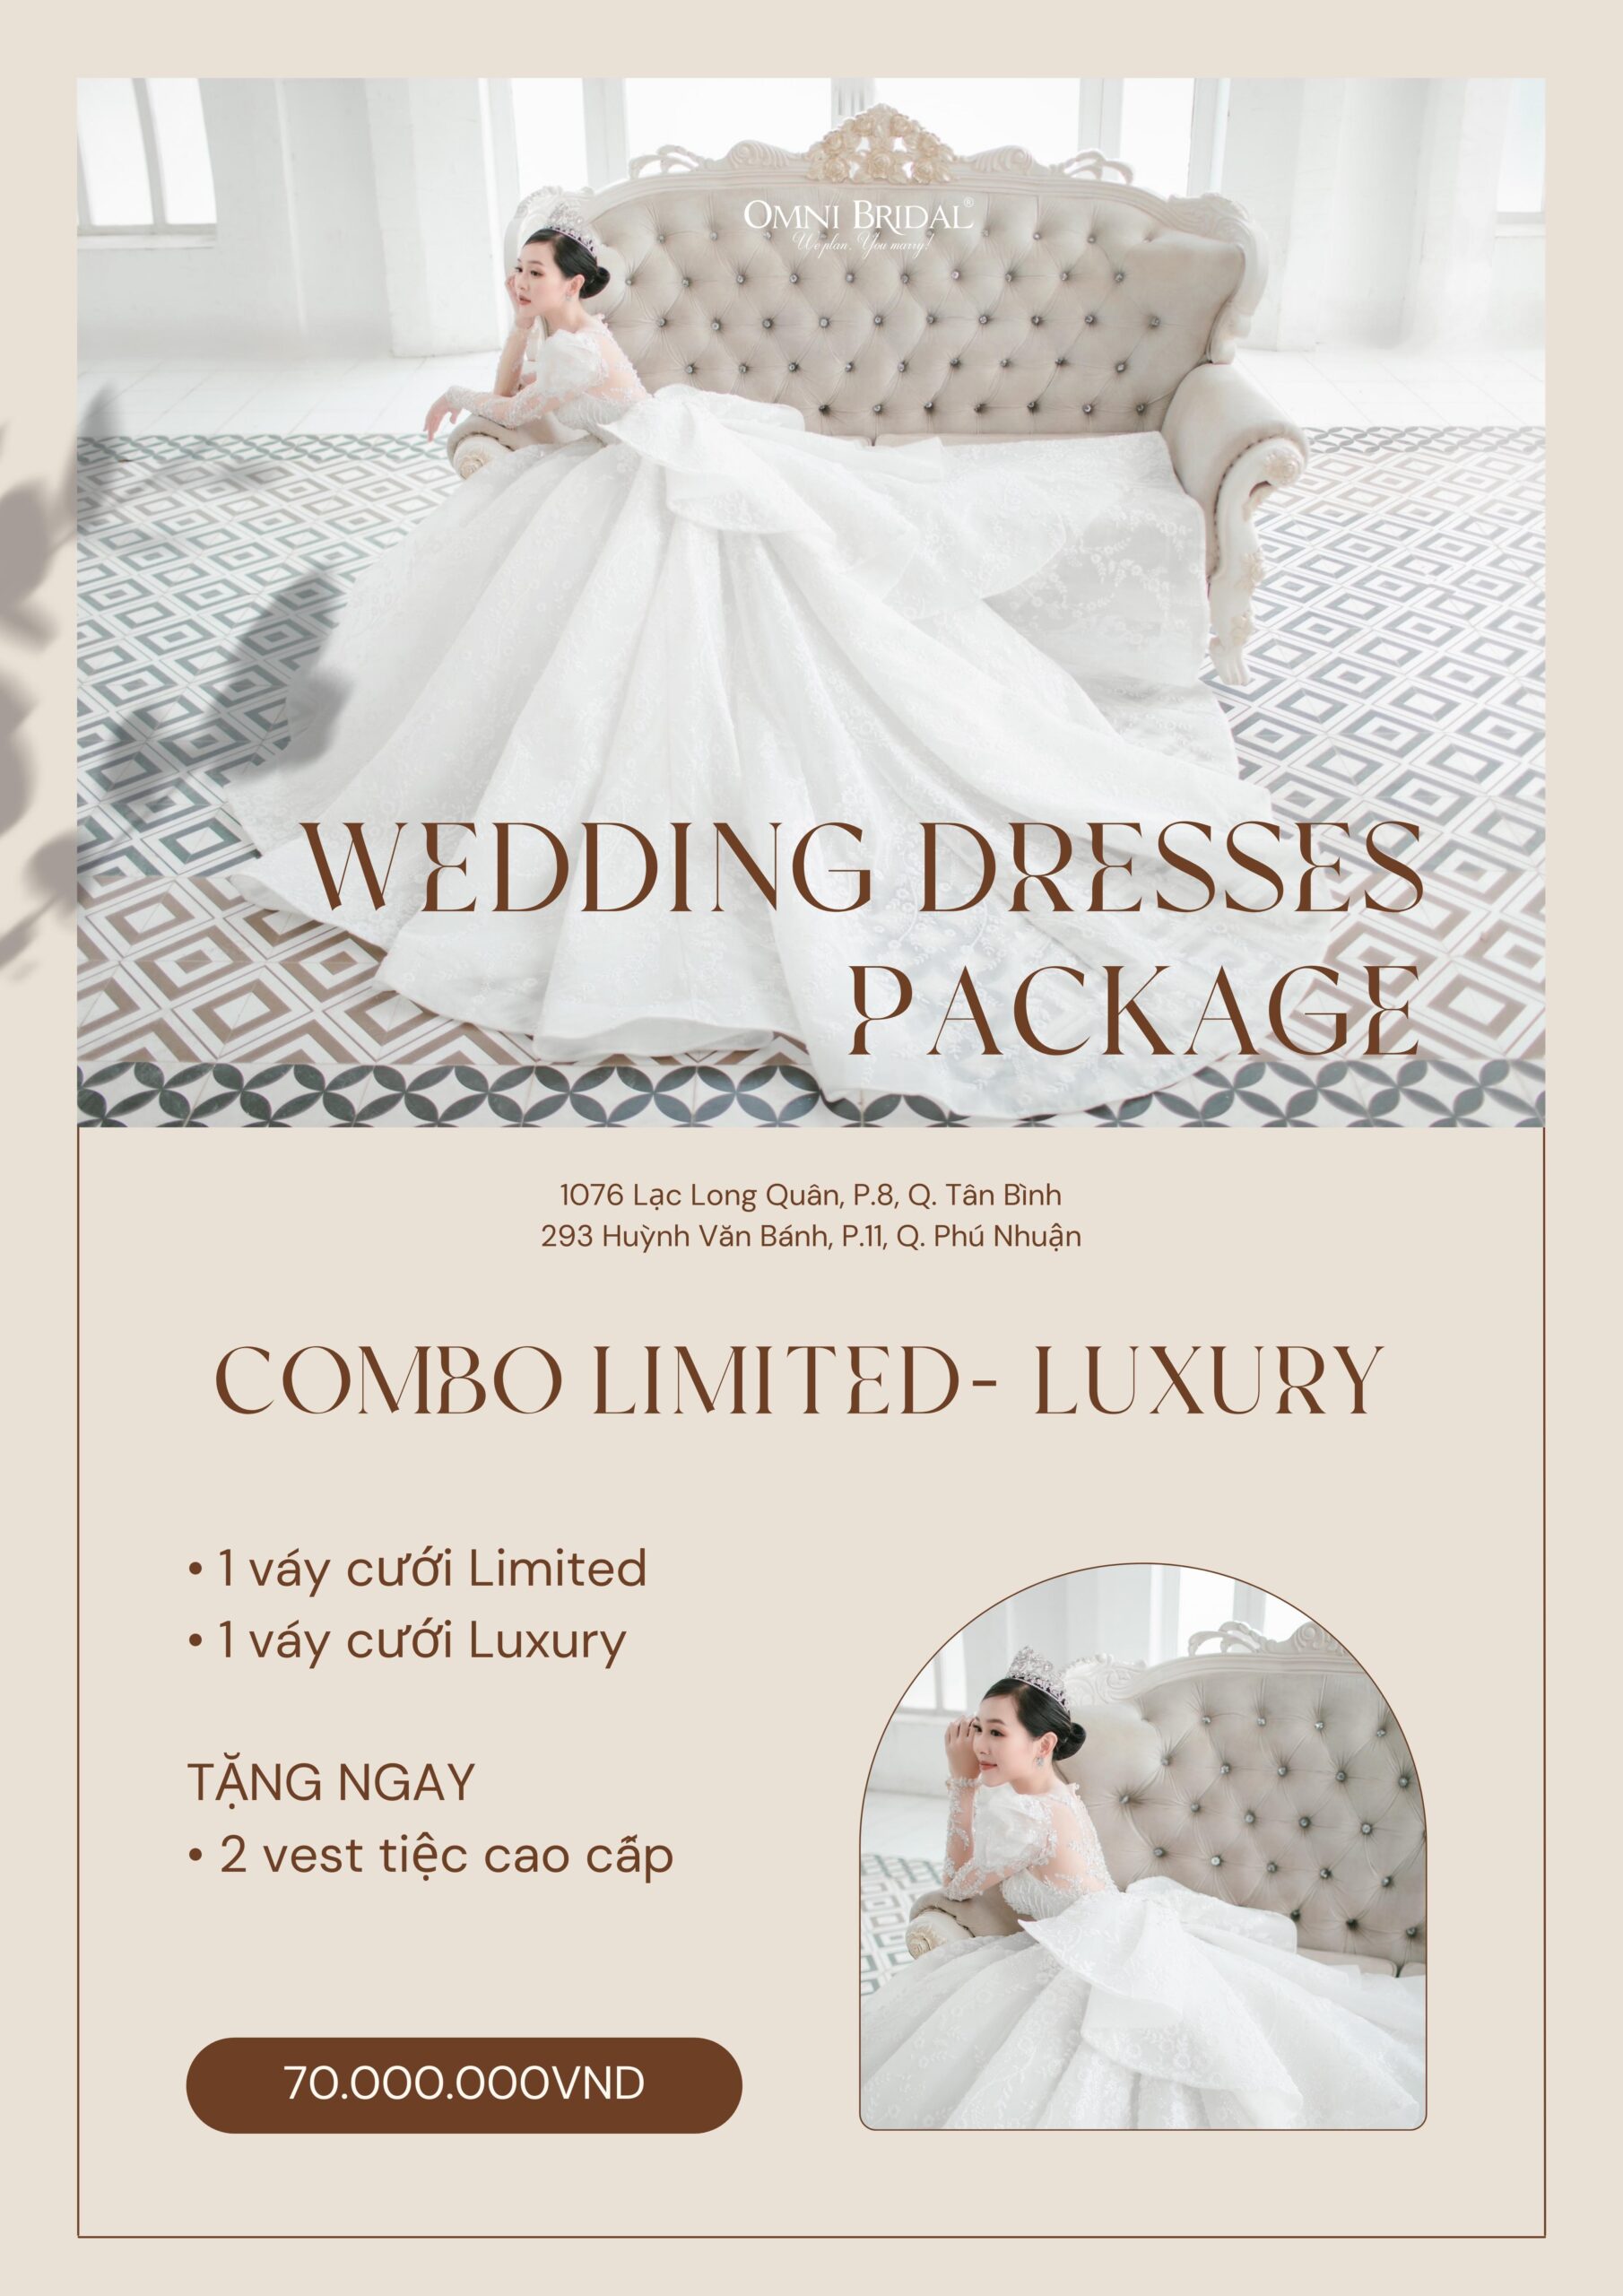 OMNI BRIDAL®
We plan. You marry!
WEDDING DRESSES
PACKAGE
1076 Lạc Long Quân, P.8, Q. Tân Bình
293 Huỳnh Văn Bánh, P.11, Q. Phú Nhuận
COMBO LIMITED- LUXURY
• 1 váy cưới Limited
• 1 váy cưới Luxury
TẶNG NGAY
• 2 vest tiệc cao cấp
70.000.000VND